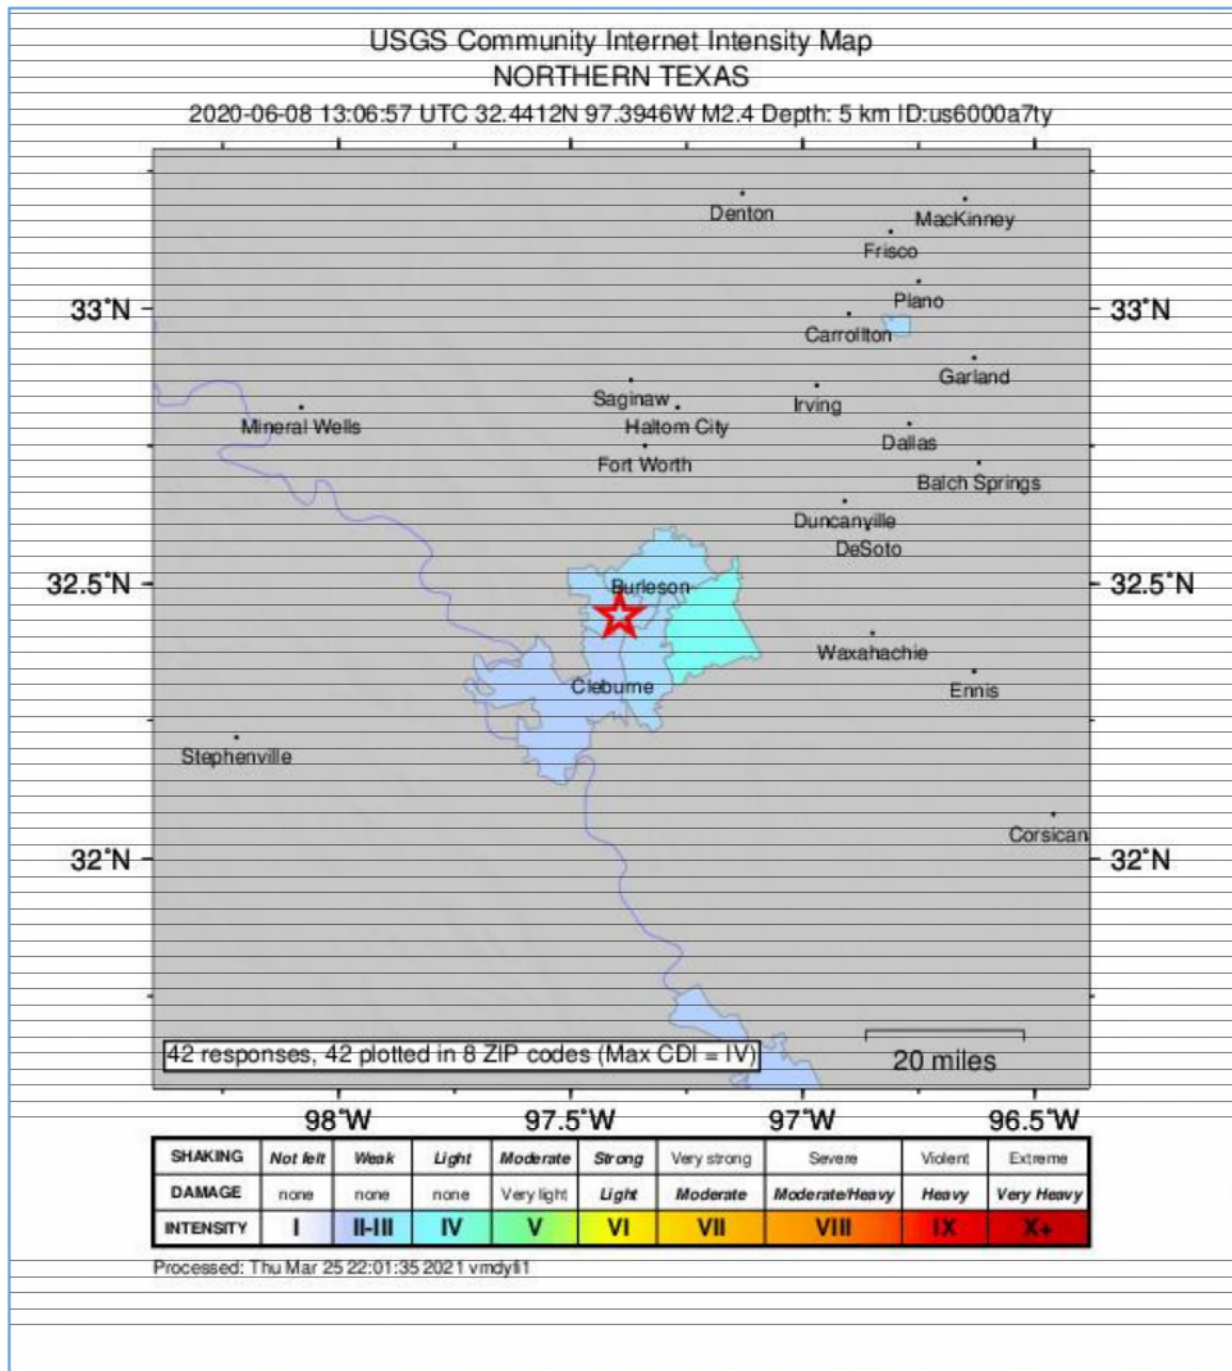 USGS Community Internet Intensity Map
NORTHERN TEXAS
2020-06-08 13:06:57 UTC 32.4412N 97.3946W M2.4 Depth: 5 km ID:us6000a7ty
Denton
MacKinney
Frisco
Plano
33°N
33°N
Carrollton
Garland
Saginaw
Irving
Mineral Wells
Haltom City
Dallas
Fort Worth
Balch Springs
Duncanville
DeSoto
32.5°N
Burleson
32.5°N
Waxahachie
Cleburne
Ennis
Stephenville
Corsican
32°N
32°N
42 responses, 42 plotted in 8 ZIP codes (Max CDI = IV)
20 miles
98°W
97.5°W
97°W
96.5°W
SHAKING Not felt Weak Light Moderate Strong Very strong Severe Violent Extreme
DAMAGE none none none Very light Light Moderate Moderate/Heavy Heavy Very Heavy
INTENSITY I II-III IV V VI VII VIII IX X+
Processed: Thu Mar 25 22:01:35 2021 vmdyfi1